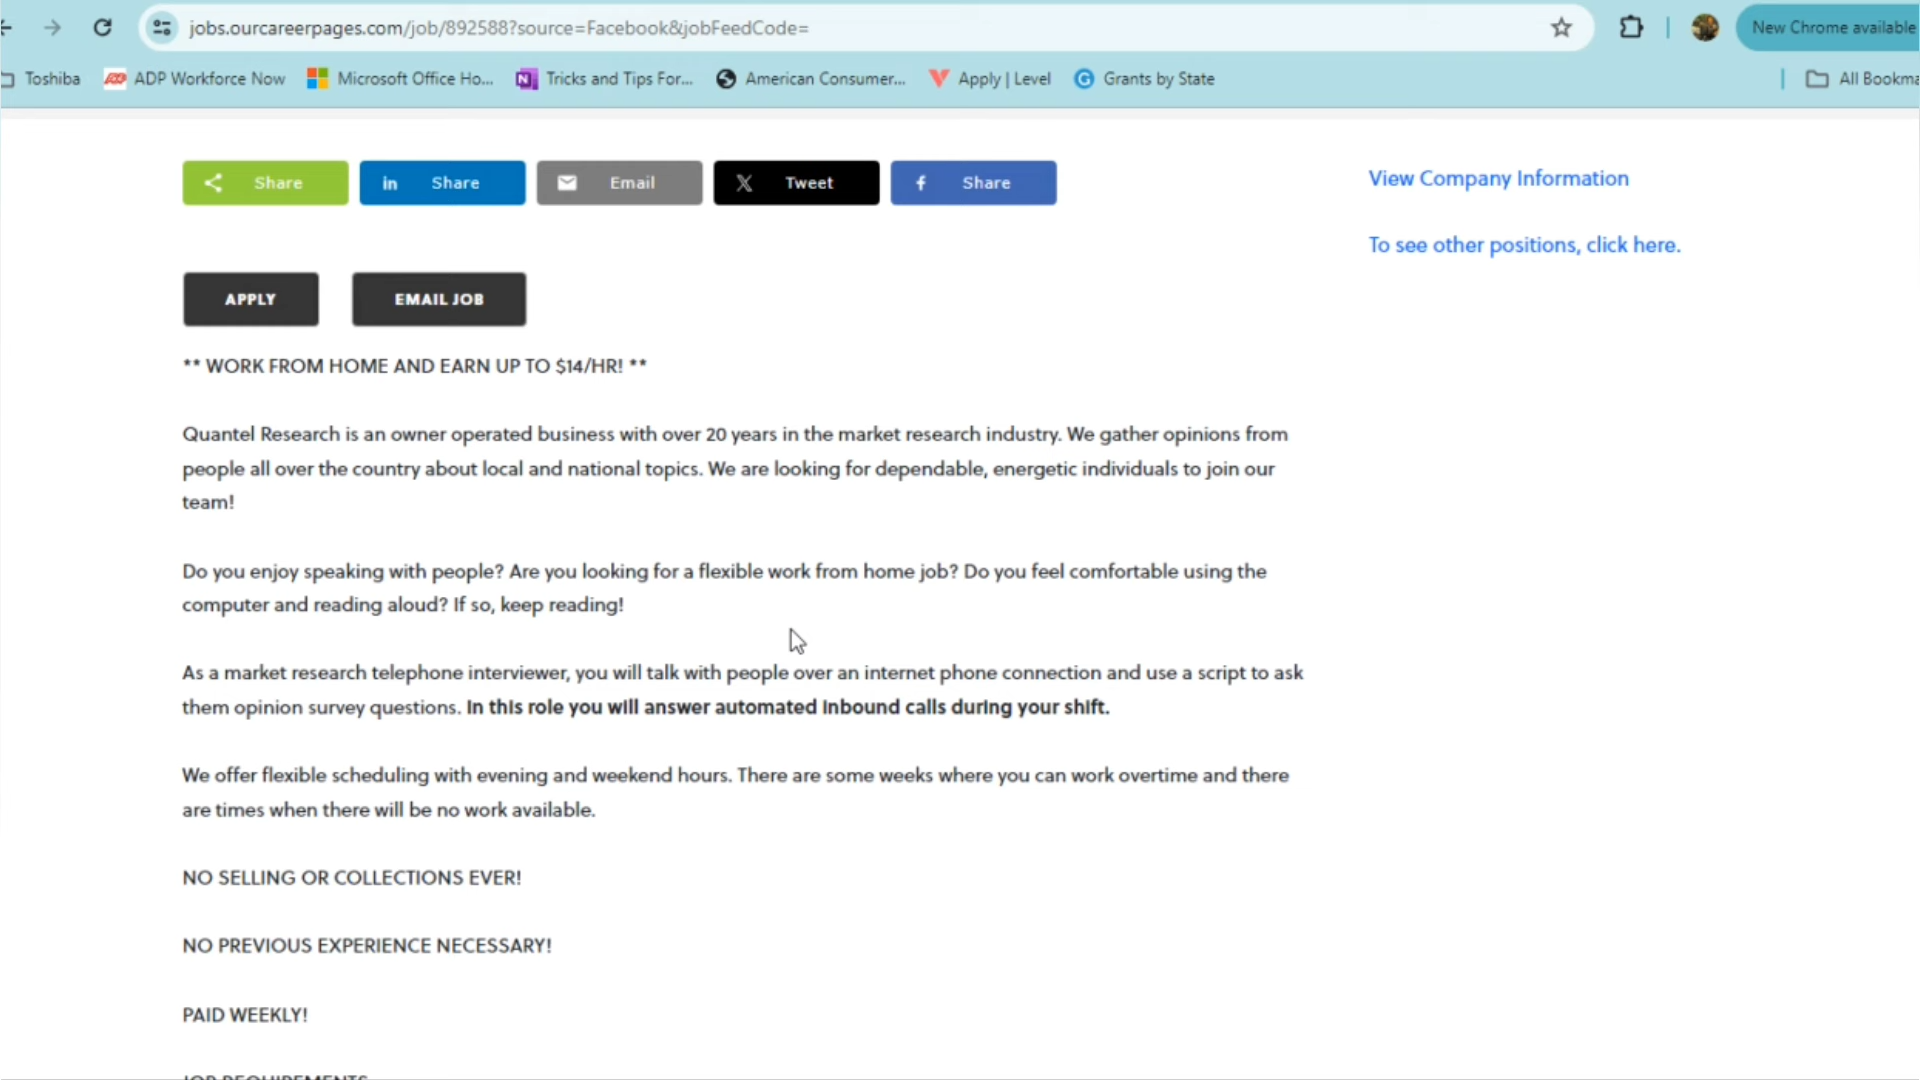 jobs.ourcareerpages.com/job/892588?source=Facebook&jobFeedCode=
New Chrome available
Toshiba
ADP Workforce Now
Microsoft Office Ho...
Tricks and Tips For...
American Consumer...
Apply | Level
Grants by State
All Bookma
Share
in Share
Email
X Tweet
f Share
View Company Information
To see other positions, click here.
APPLY
EMAIL JOB
** WORK FROM HOME AND EARN UP TO $14/HR! **
Quantel Research is an owner operated business with over 20 years in the market research industry. We gather opinions from
people all over the country about local and national topics. We are looking for dependable, energetic individuals to join our
team!
Do you enjoy speaking with people? Are you looking for a flexible work from home job? Do you feel comfortable using the
computer and reading aloud? If so, keep reading!
As a market research telephone interviewer, you will talk with people over an internet phone connection and use a script to ask
them opinion survey questions. In this role you will answer automated inbound calls during your shift.
We offer flexible scheduling with evening and weekend hours. There are some weeks where you can work overtime and there
are times when there will be no work available.
NO SELLING OR COLLECTIONS EVER!
NO PREVIOUS EXPERIENCE NECESSARY!
PAID WEEKLY!
JOB REQUIREMENTS